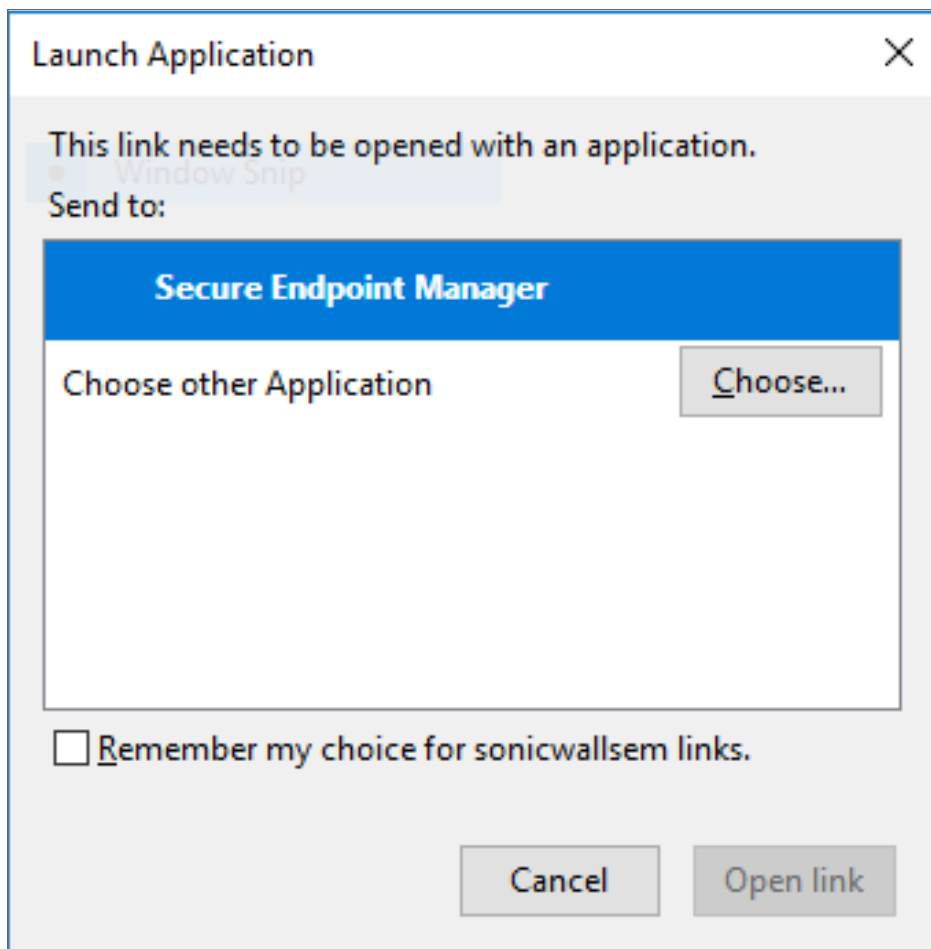 Launch Application
This link needs to be opened with an application.
Window Snip
Send to:
Secure Endpoint Manager
Choose other Application
Choose...
Remember my choice for sonicwallsem links.
Cancel
Open link